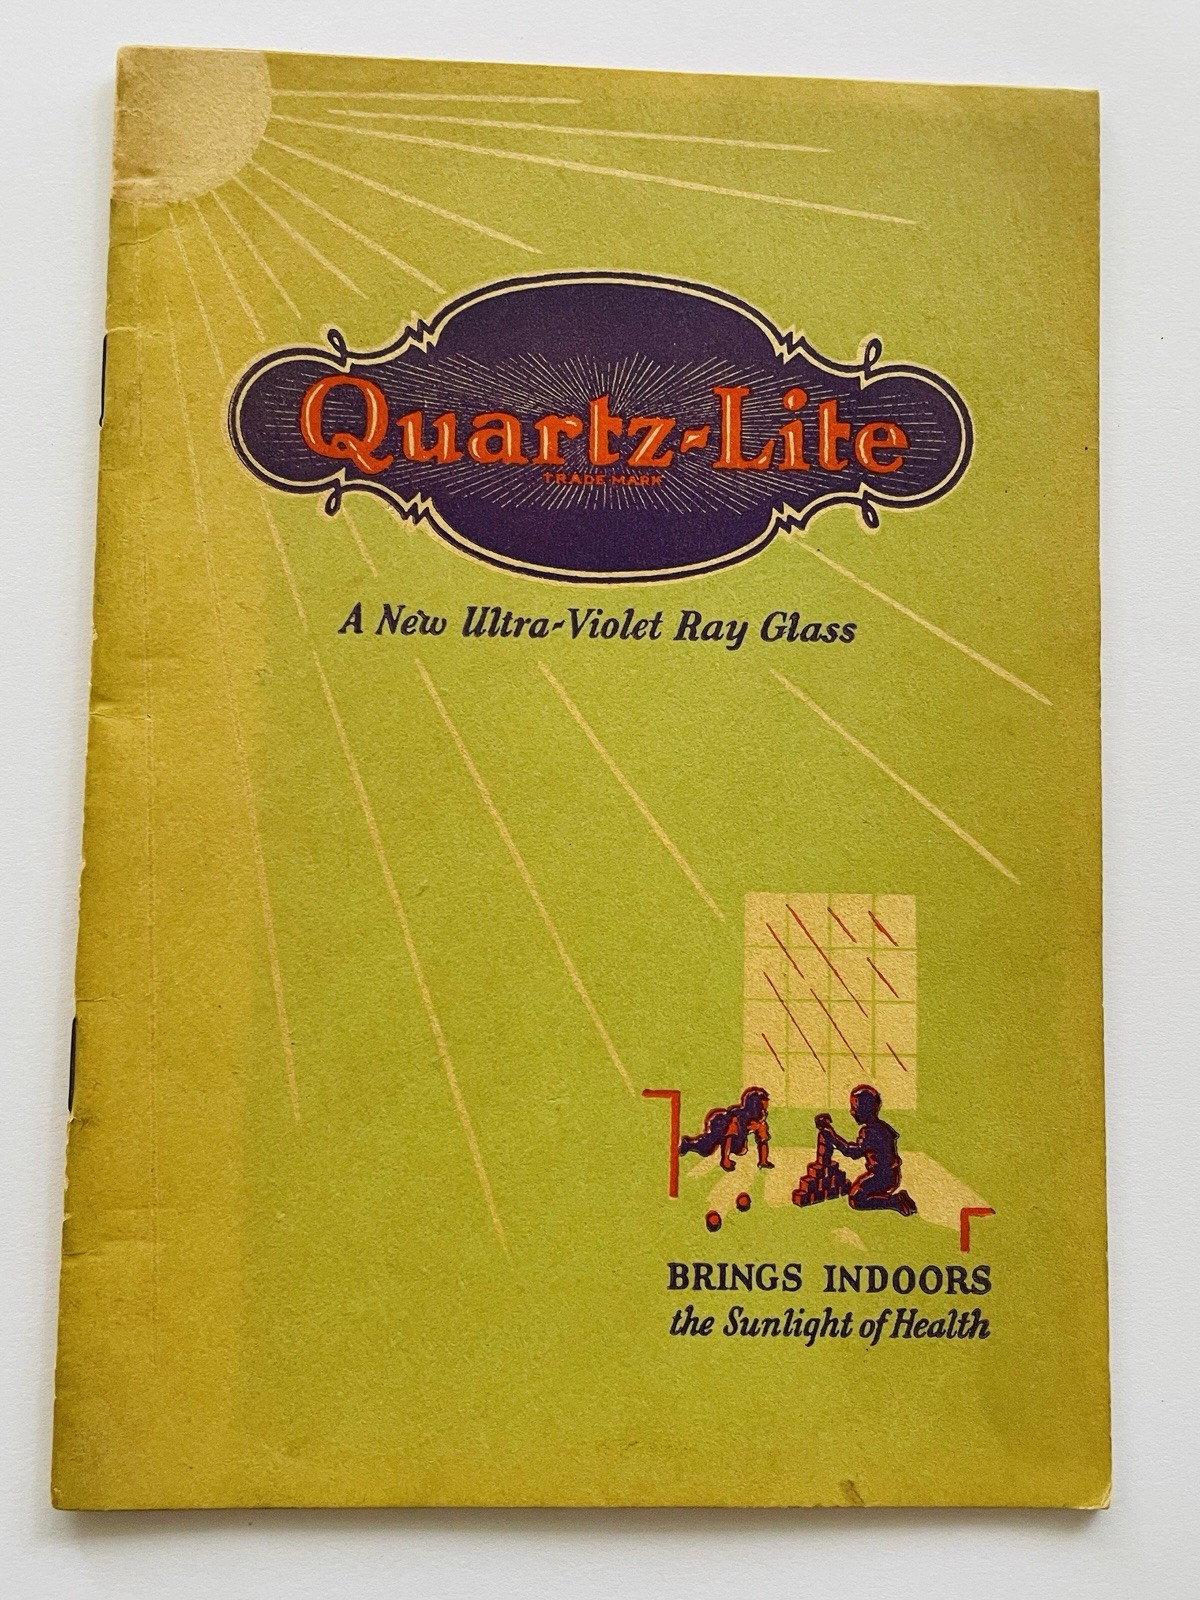 Quartz-Lite
TRADE MARK
A New Ultra-Violet Ray Glass
BRINGS INDOORS
the Sunlight of Health